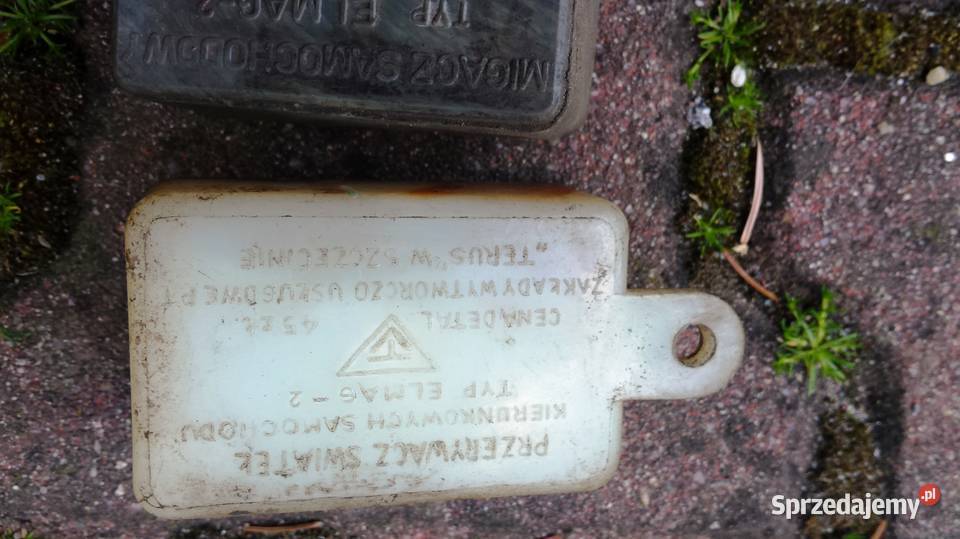 MIGACZ SAMOCHODOWY
TYP ELMAG-2
PRZERYWACZ ŚWIATEŁ
KIERUNKOWYCH SAMOCHODU
TYP ELMAG-2
CENA DETAL. 45 zł.
ZAKŁADY WYTWÓRCZO USŁUGOWE P.T.
„TERUS" W SZCZECINIE
Sprzedajemy.pl